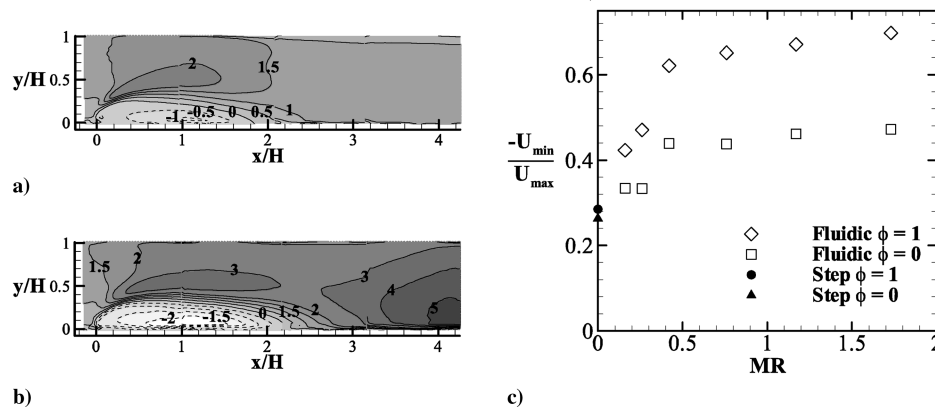 1
y/H 0.5
0
2
1.5
-1 -0.5 0 0.5 1
0 1 2 3 4
x/H
a)
1
y/H 0.5
0
1.5 2 3 3 4 5
-2 -1.5 0 1.5 2
0 1 2 3 4
x/H
b)
0.6
0.4
0.2
0
-Umin
Umax
Fluidic ϕ = 1
Fluidic ϕ = 0
Step ϕ = 1
Step ϕ = 0
0 0.5 1 1.5 2
MR
c)